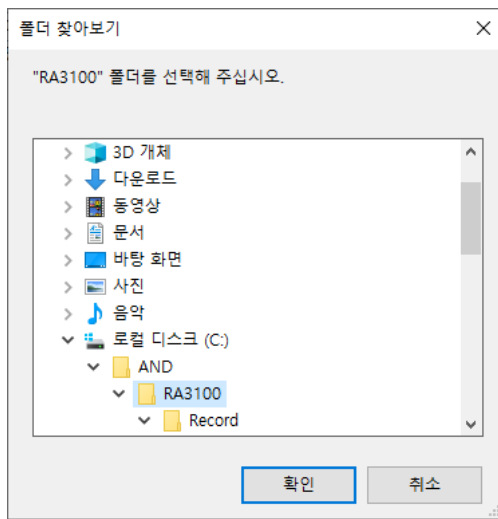 폴더 찾아보기
"RA3100" 폴더를 선택해 주십시오.
3D 개체
다운로드
동영상
문서
바탕 화면
사진
음악
로컬 디스크 (C:)
AND
RA3100
Record
확인
취소